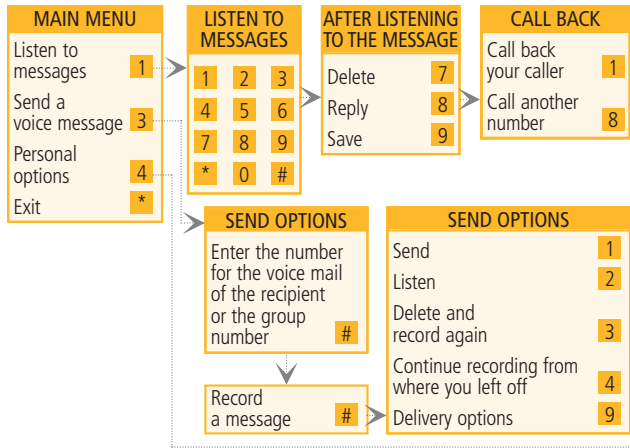 MAIN MENU
Listen to
messages 1
Send a
voice message 3
Personal
options 4
Exit *
LISTEN TO
MESSAGES
1 2 3
4 5 6
7 8 9
* 0 #
AFTER LISTENING
TO THE MESSAGE
Delete 7
Reply 8
Save 9
CALL BACK
Call back
your caller 1
Call another
number 8
SEND OPTIONS
Enter the number
for the voice mail
of the recipient
or the group
number #
Record
a message #
SEND OPTIONS
Send 1
Listen 2
Delete and
record again 3
Continue recording from
where you left off 4
Delivery options 9